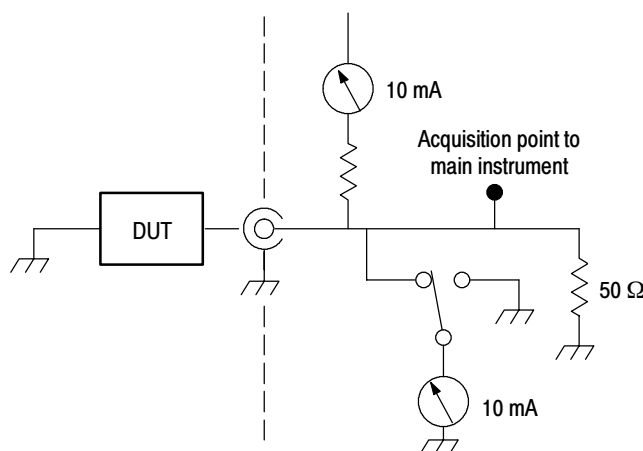 10 mA
Acquisition point to
main instrument
DUT
50 Ω
10 mA